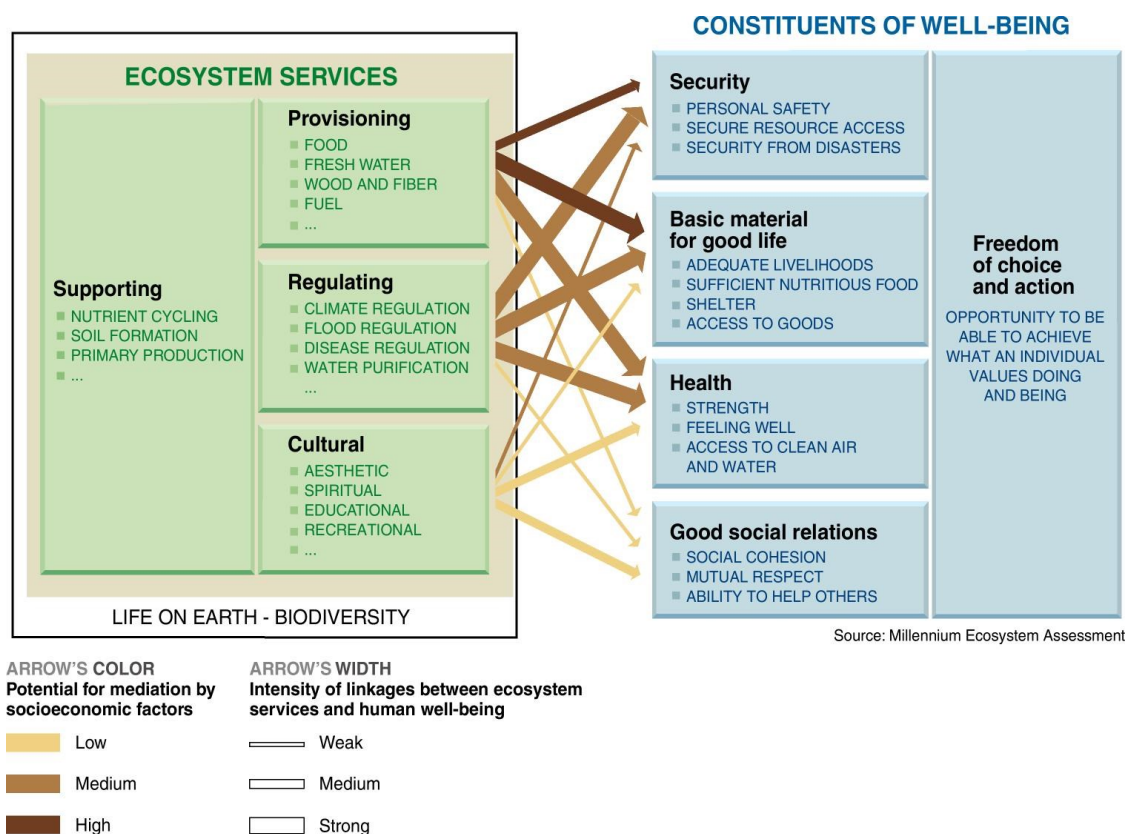 CONSTITUENTS OF WELL-BEING
ECOSYSTEM SERVICES
Supporting
NUTRIENT CYCLING
SOIL FORMATION
PRIMARY PRODUCTION
...
Provisioning
FOOD
FRESH WATER
WOOD AND FIBER
FUEL
...
Regulating
CLIMATE REGULATION
FLOOD REGULATION
DISEASE REGULATION
WATER PURIFICATION
...
Cultural
AESTHETIC
SPIRITUAL
EDUCATIONAL
RECREATIONAL
...
LIFE ON EARTH - BIODIVERSITY
Security
PERSONAL SAFETY
SECURE RESOURCE ACCESS
SECURITY FROM DISASTERS
Basic material
for good life
ADEQUATE LIVELIHOODS
SUFFICIENT NUTRITIOUS FOOD
SHELTER
ACCESS TO GOODS
Health
STRENGTH
FEELING WELL
ACCESS TO CLEAN AIR
AND WATER
Good social relations
SOCIAL COHESION
MUTUAL RESPECT
ABILITY TO HELP OTHERS
Freedom
of choice
and action
OPPORTUNITY TO BE
ABLE TO ACHIEVE
WHAT AN INDIVIDUAL
VALUES DOING
AND BEING
Source: Millennium Ecosystem Assessment
ARROW'S COLOR
Potential for mediation by
socioeconomic factors
Low
Medium
High
ARROW'S WIDTH
Intensity of linkages between ecosystem
services and human well-being
Weak
Medium
Strong